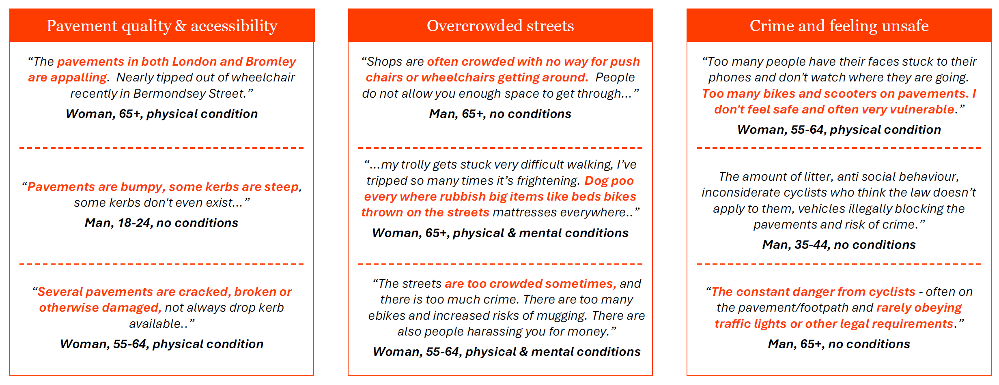 Pavement quality & accessibility
“The pavements in both London and Bromley
are appalling.  Nearly tipped out of wheelchair
recently in Bermondsey Street.”
Woman, 65+, physical condition
“Pavements are bumpy, some kerbs are steep,
some kerbs don't even exist...”
Man, 18-24, no conditions
“Several pavements are cracked, broken or
otherwise damaged, not always drop kerb
available..”
Woman, 55-64, physical condition
Overcrowded streets
“Shops are often crowded with no way for push
chairs or wheelchairs getting around.  People
do not allow you enough space to get through...”
Man, 65+, no conditions
“...my trolly gets stuck very difficult walking, I’ve
tripped so many times it’s frightening.  Dog poo
every where rubbish big items like beds bikes
thrown on the streets mattresses everywhere..”
Woman, 65+, physical & mental conditions
“The streets are too crowded sometimes, and
there is too much crime. There are too many
ebikes and increased risks of mugging. There are
also people harassing you for money.”
Woman, 55-64, physical & mental conditions
Crime and feeling unsafe
“Too many people have their faces stuck to their
phones and don't watch where they are going.
Too many bikes and scooters on pavements. I
don't feel safe and often very vulnerable.”
Woman, 55-64, physical condition
The amount of litter, anti social behaviour,
inconsiderate cyclists who think the law doesn’t
apply to them, vehicles illegally blocking the
pavements and risk of crime.”
Man, 35-44, no conditions
“The constant danger from cyclists - often on
the pavement/footpath and rarely obeying
traffic lights or other legal requirements.”
Man, 65+, no conditions